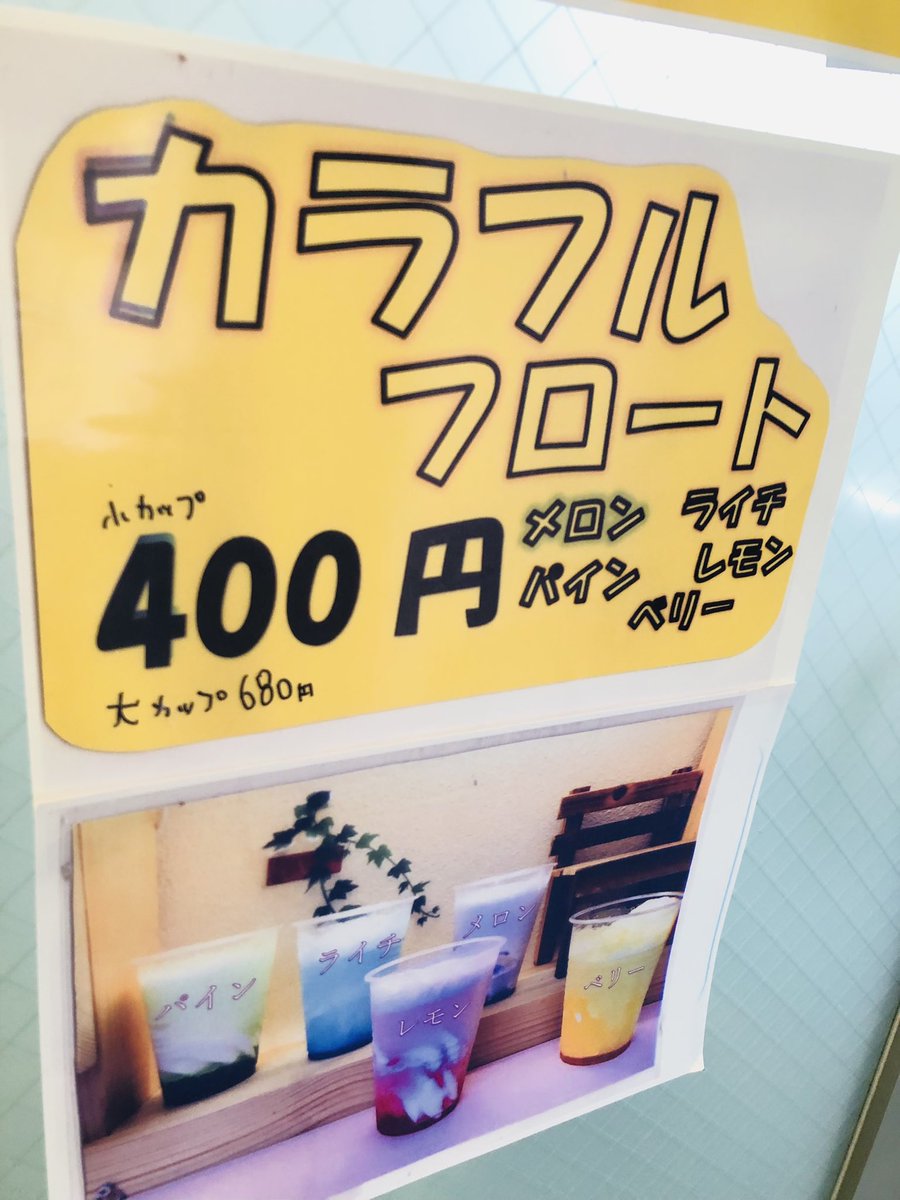 カラフル
フロート
小カップ
400円
大カップ 680円
メロン
ライチ
パイン
レモン
ベリー
パイン
ライチ
メロン
レモン
ベリー